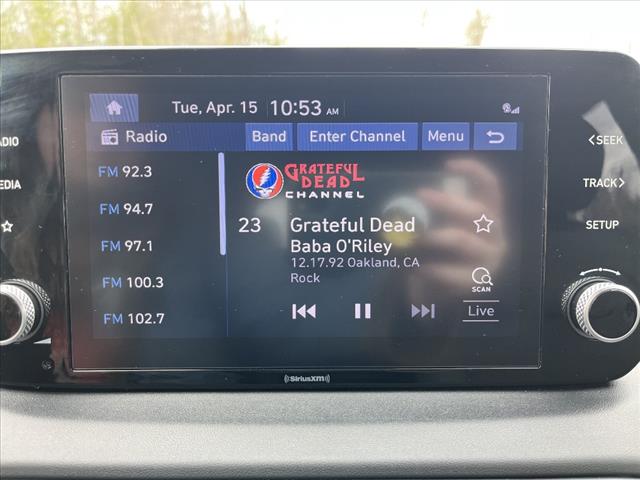 Tue, Apr. 15 10:53 AM
Radio Band Enter Channel Menu
FM 92.3
FM 94.7
FM 97.1
FM 100.3
FM 102.7
GRATEFUL
DEAD
CHANNEL
23 Grateful Dead
Baba O'Riley
12.17.92 Oakland, CA
Rock
SCAN
Live
ADIO
EDIA
<SEEK
TRACK>
SETUP
((SiriusXM))